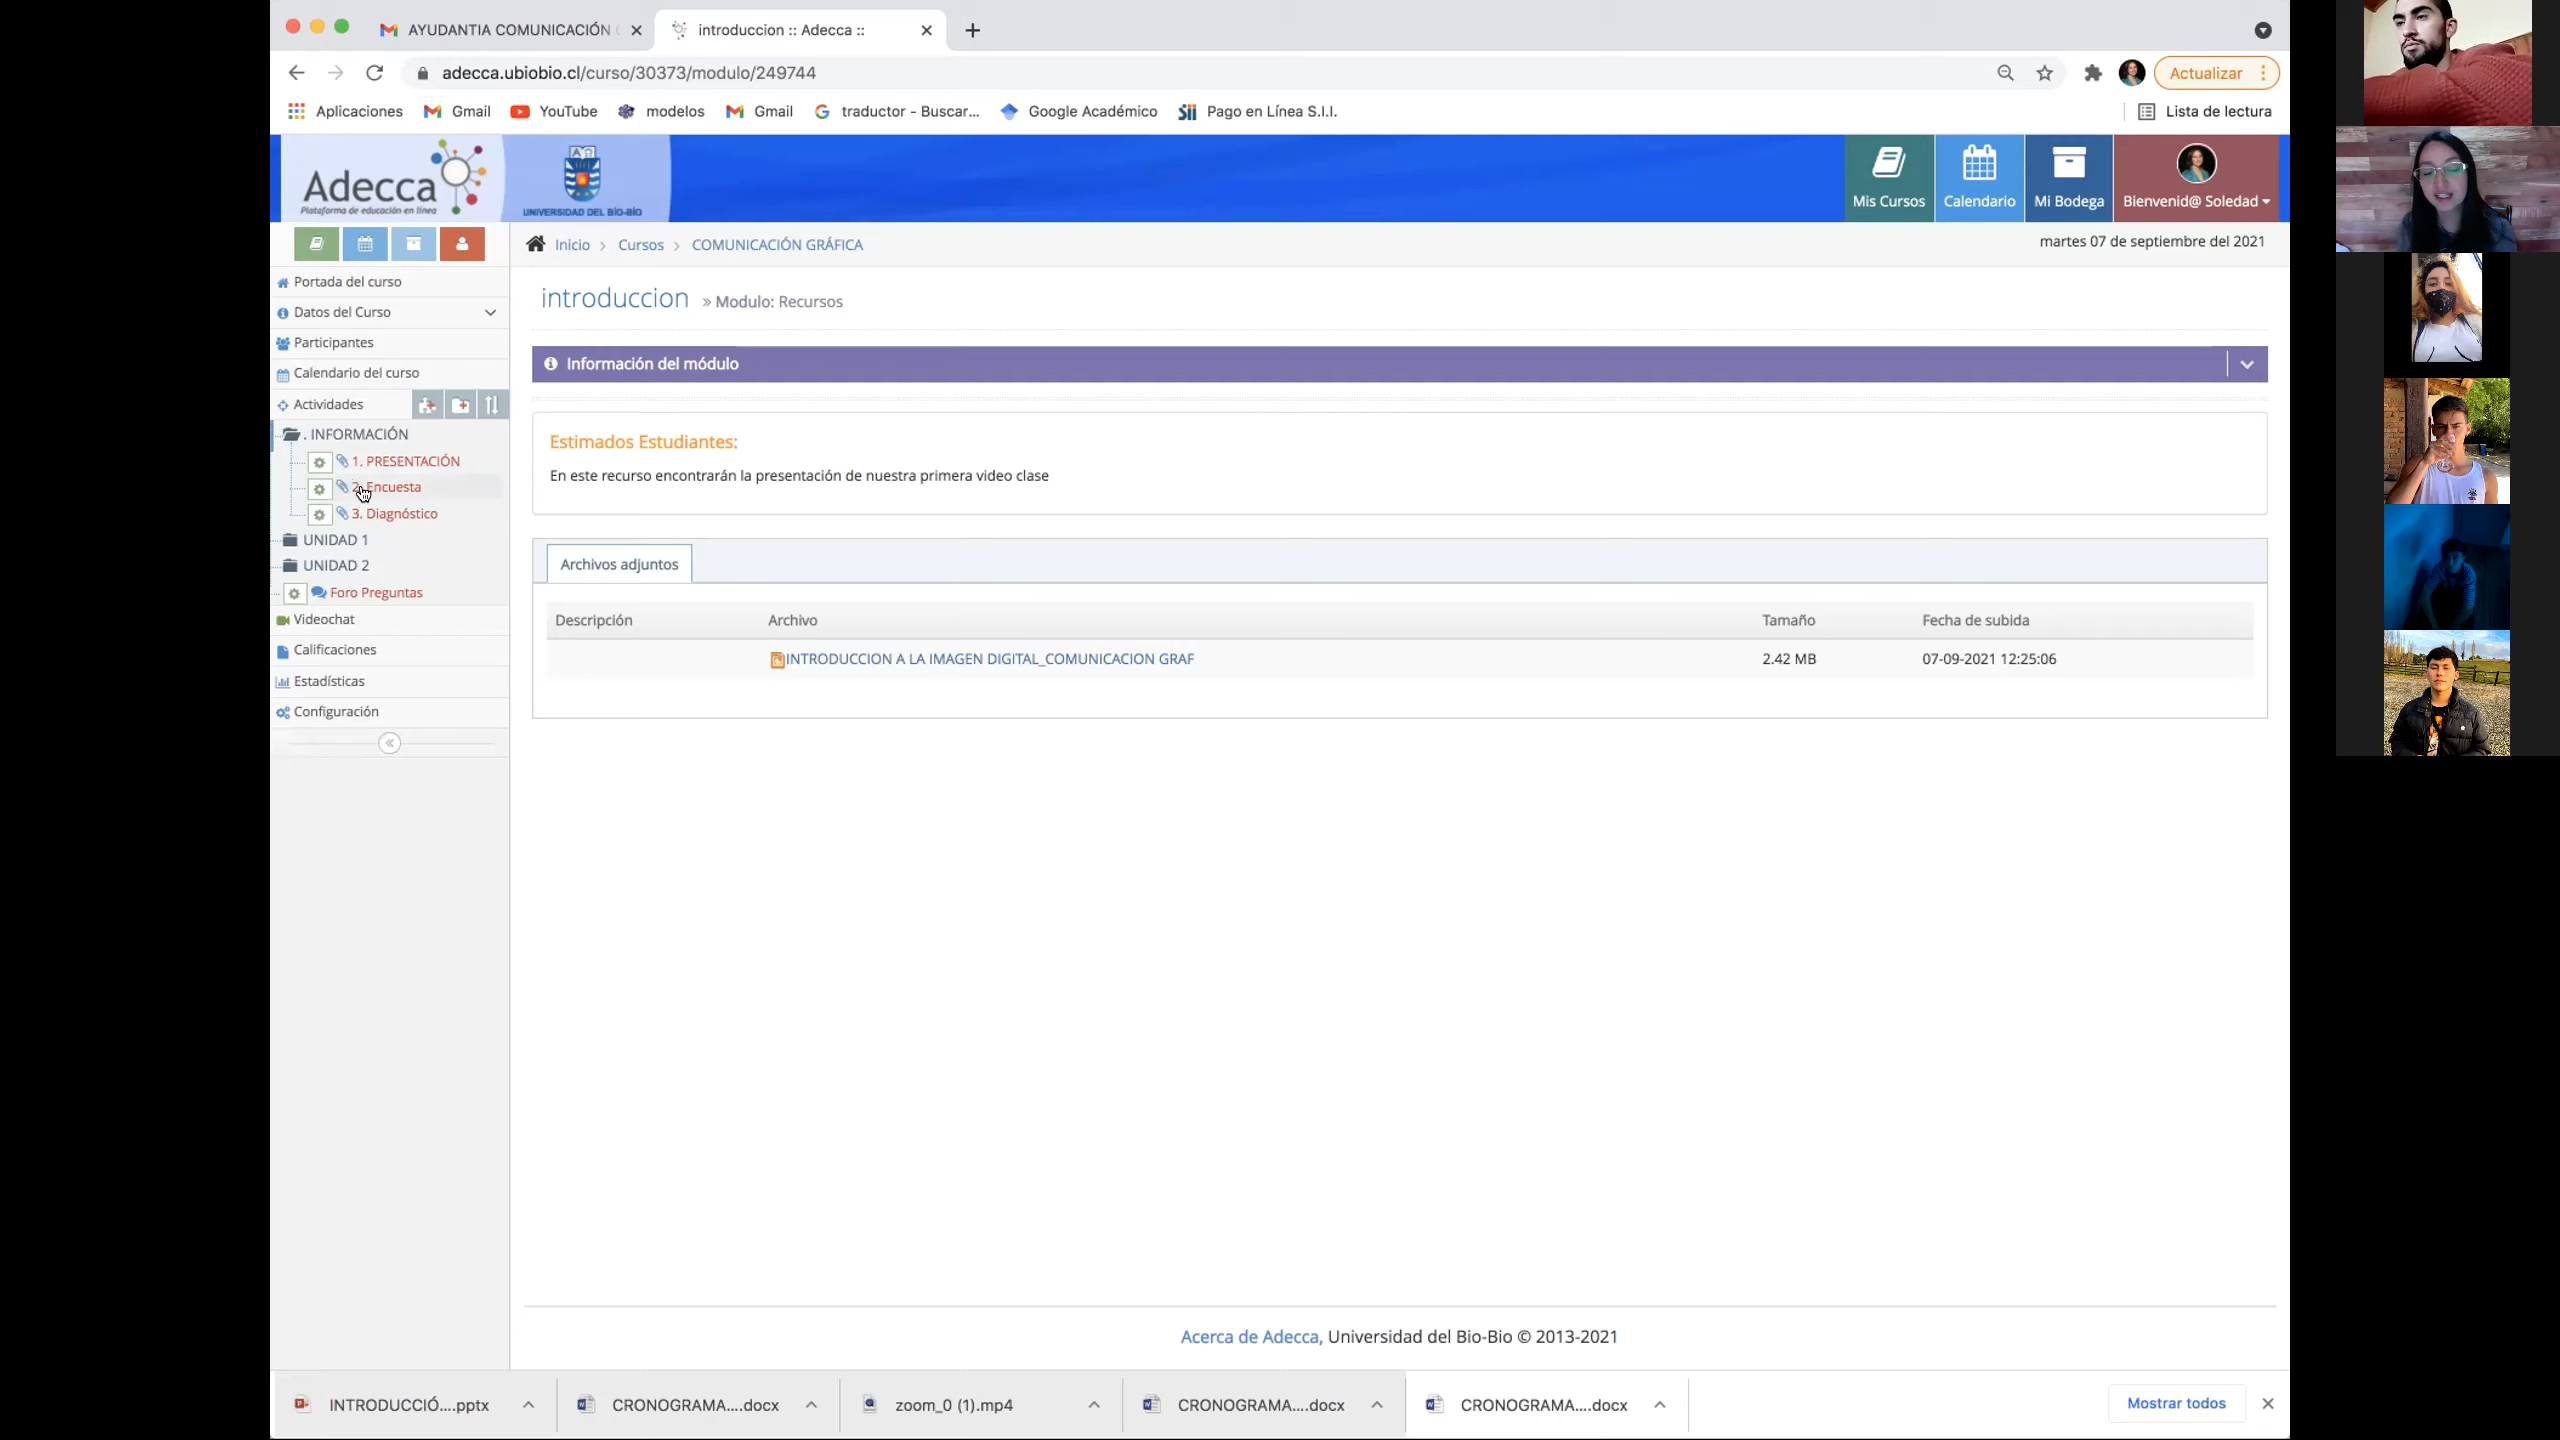 AYUDANTIA COMUNICACIÓN
introduccion :: Adecca ::
adecca.ubiobio.cl/curso/30373/modulo/249744
Actualizar
Aplicaciones Gmail YouTube modelos Gmail traductor - Buscar... Google Académico Pago en Línea S.I.I. Lista de lectura
Adecca
Plataforma de educación en línea
UNIVERSIDAD DEL BÍO-BÍO
Mis Cursos Calendario Mi Bodega Bienvenid@ Soledad
Inicio Cursos COMUNICACIÓN GRÁFICA
martes 07 de septiembre del 2021
Portada del curso
Datos del Curso
Participantes
Calendario del curso
Actividades
. INFORMACIÓN
1. PRESENTACIÓN
2. Encuesta
3. Diagnóstico
UNIDAD 1
UNIDAD 2
Foro Preguntas
Videochat
Calificaciones
Estadísticas
Configuración
introduccion » Modulo: Recursos
Información del módulo
Estimados Estudiantes:
En este recurso encontrarán la presentación de nuestra primera video clase
Archivos adjuntos
Descripción Archivo Tamaño Fecha de subida
INTRODUCCION A LA IMAGEN DIGITAL_COMUNICACION GRAF 2.42 MB 07-09-2021 12:25:06
Acerca de Adecca, Universidad del Bio-Bio © 2013-2021
INTRODUCCIÓ....pptx CRONOGRAMA....docx zoom_0 (1).mp4 CRONOGRAMA....docx CRONOGRAMA....docx Mostrar todos